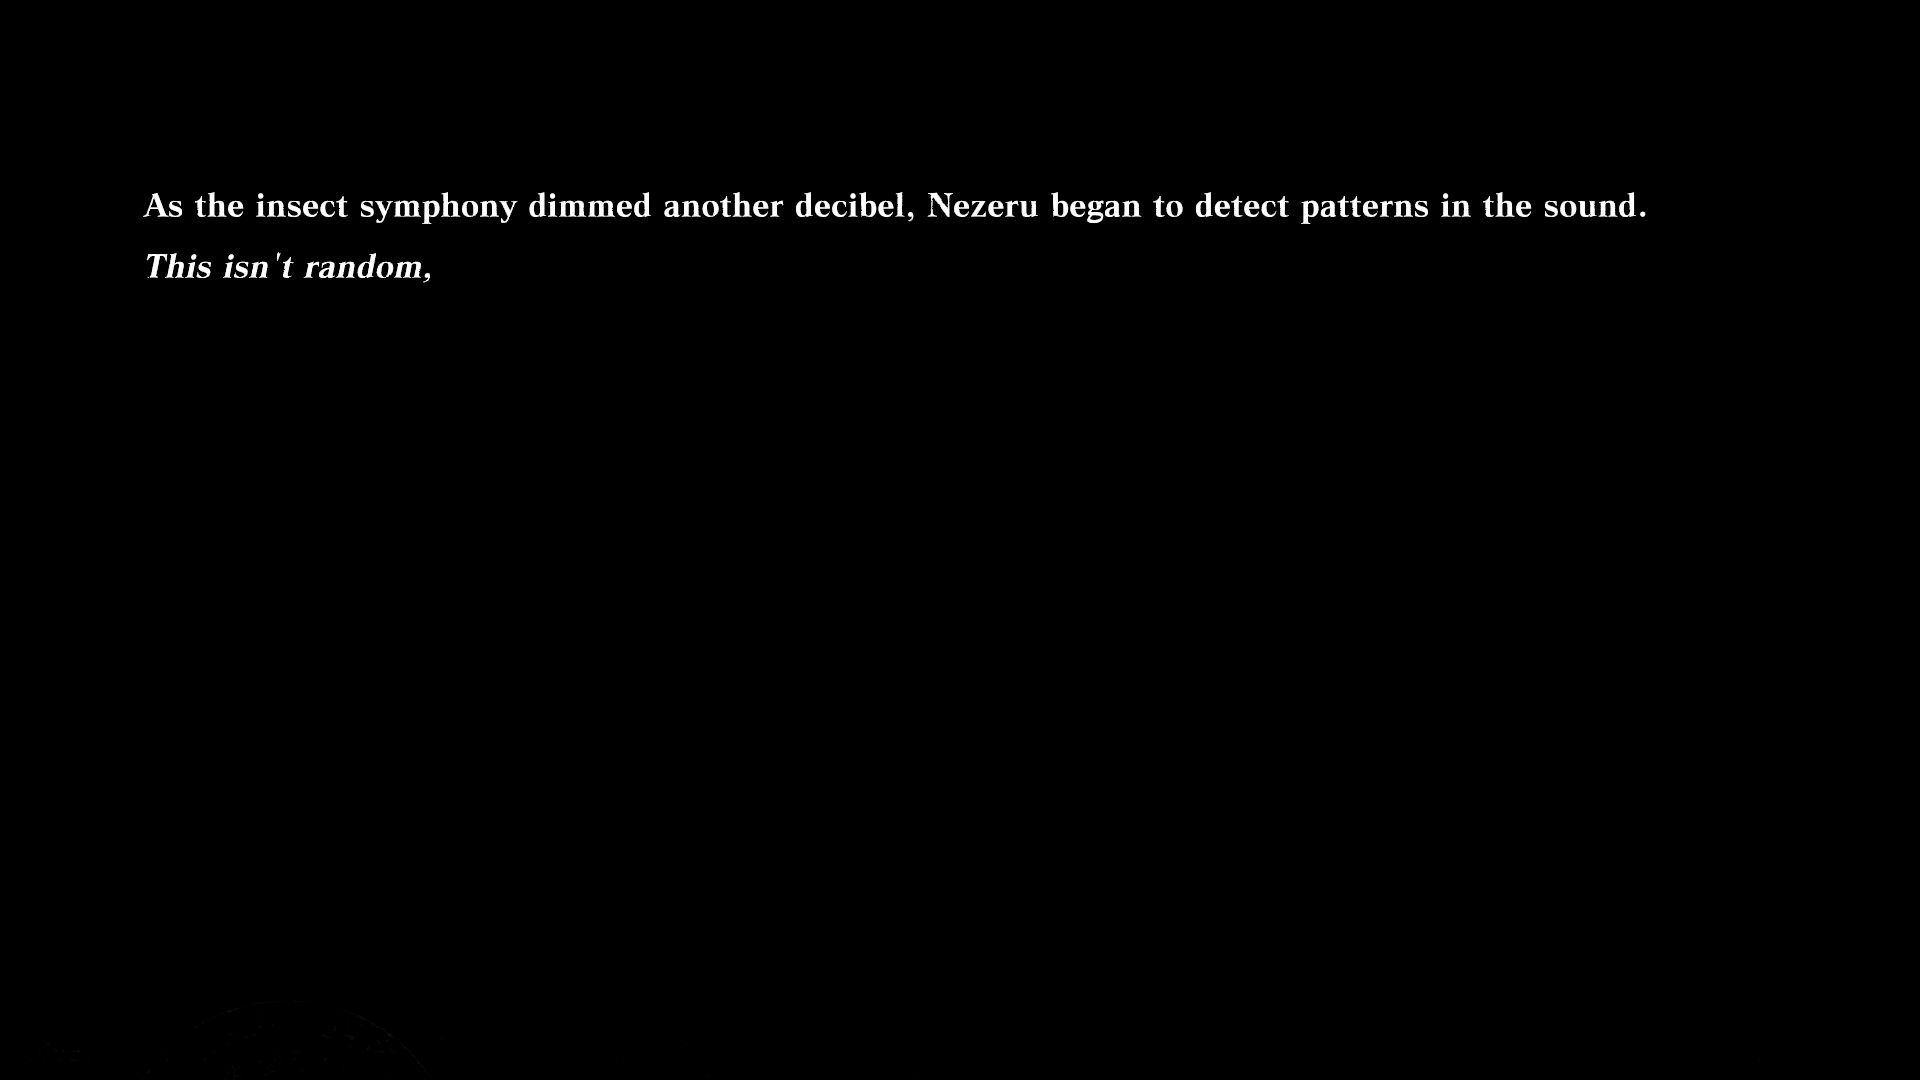 As the insect symphony dimmed another decibel, Nezeru began to detect patterns in the sound.
This isn't random,